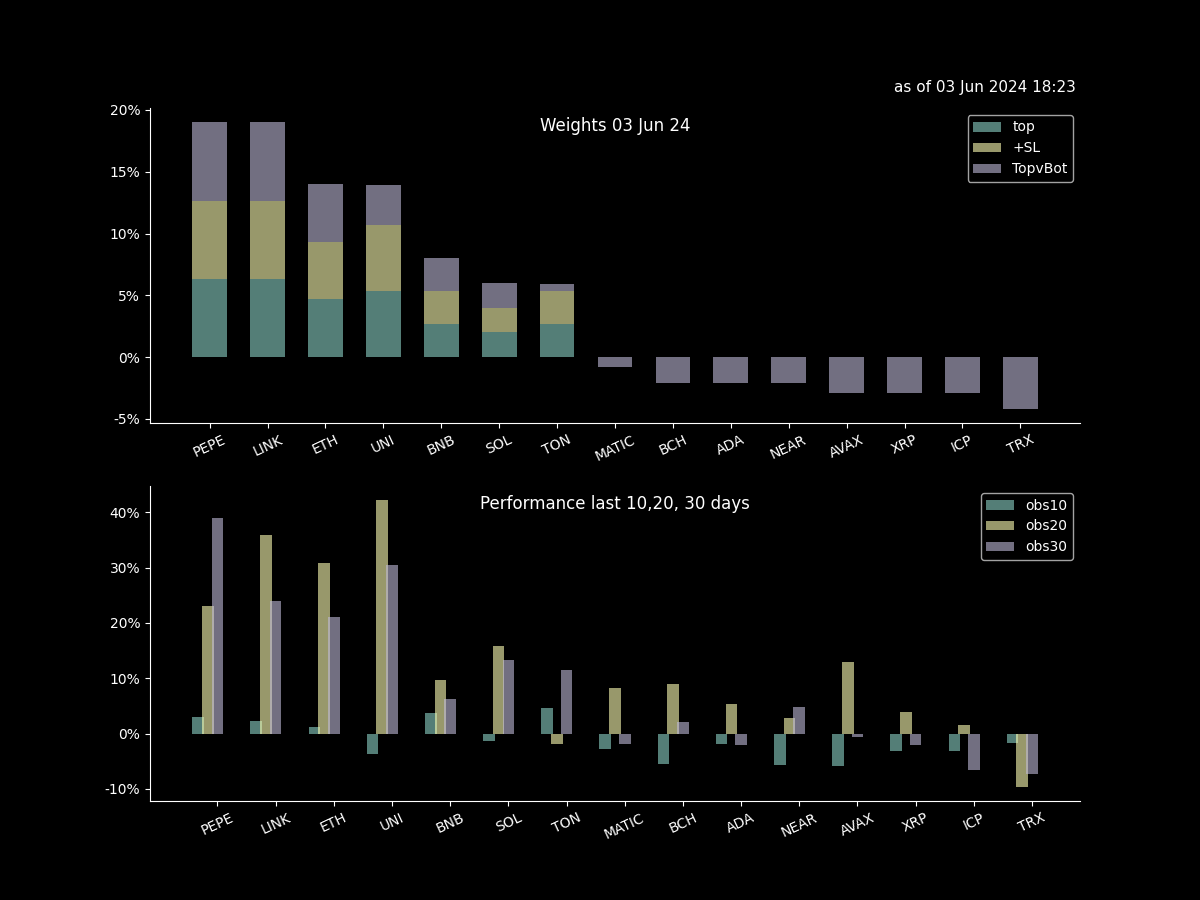 as of 03 Jun 2024 18:23
Weights 03 Jun 24
top
+SL
TopvBot
20%
15%
10%
5%
0%
-5%
PEPE LINK ETH UNI BNB SOL TON MATIC BCH ADA NEAR AVAX XRP ICP TRX
Performance last 10,20, 30 days
obs10
obs20
obs30
40%
30%
20%
10%
0%
-10%
PEPE LINK ETH UNI BNB SOL TON MATIC BCH ADA NEAR AVAX XRP ICP TRX